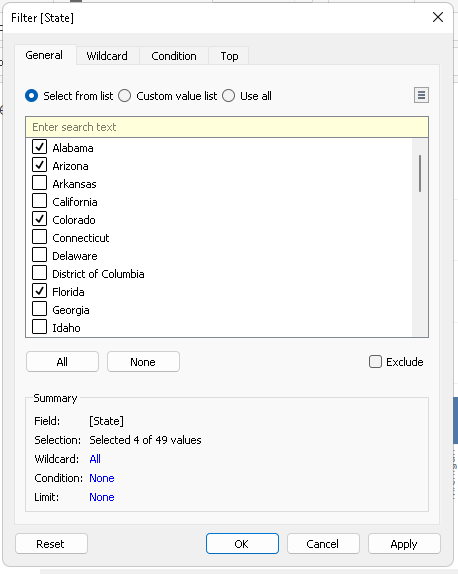 Filter [State]
General Wildcard Condition Top
Select from list Custom value list Use all
Enter search text
Alabama
Arizona
Arkansas
California
Colorado
Connecticut
Delaware
District of Columbia
Florida
Georgia
Idaho
All None Exclude
Summary
Field: [State]
Selection: Selected 4 of 49 values
Wildcard: All
Condition: None
Limit: None
Reset OK Cancel Apply